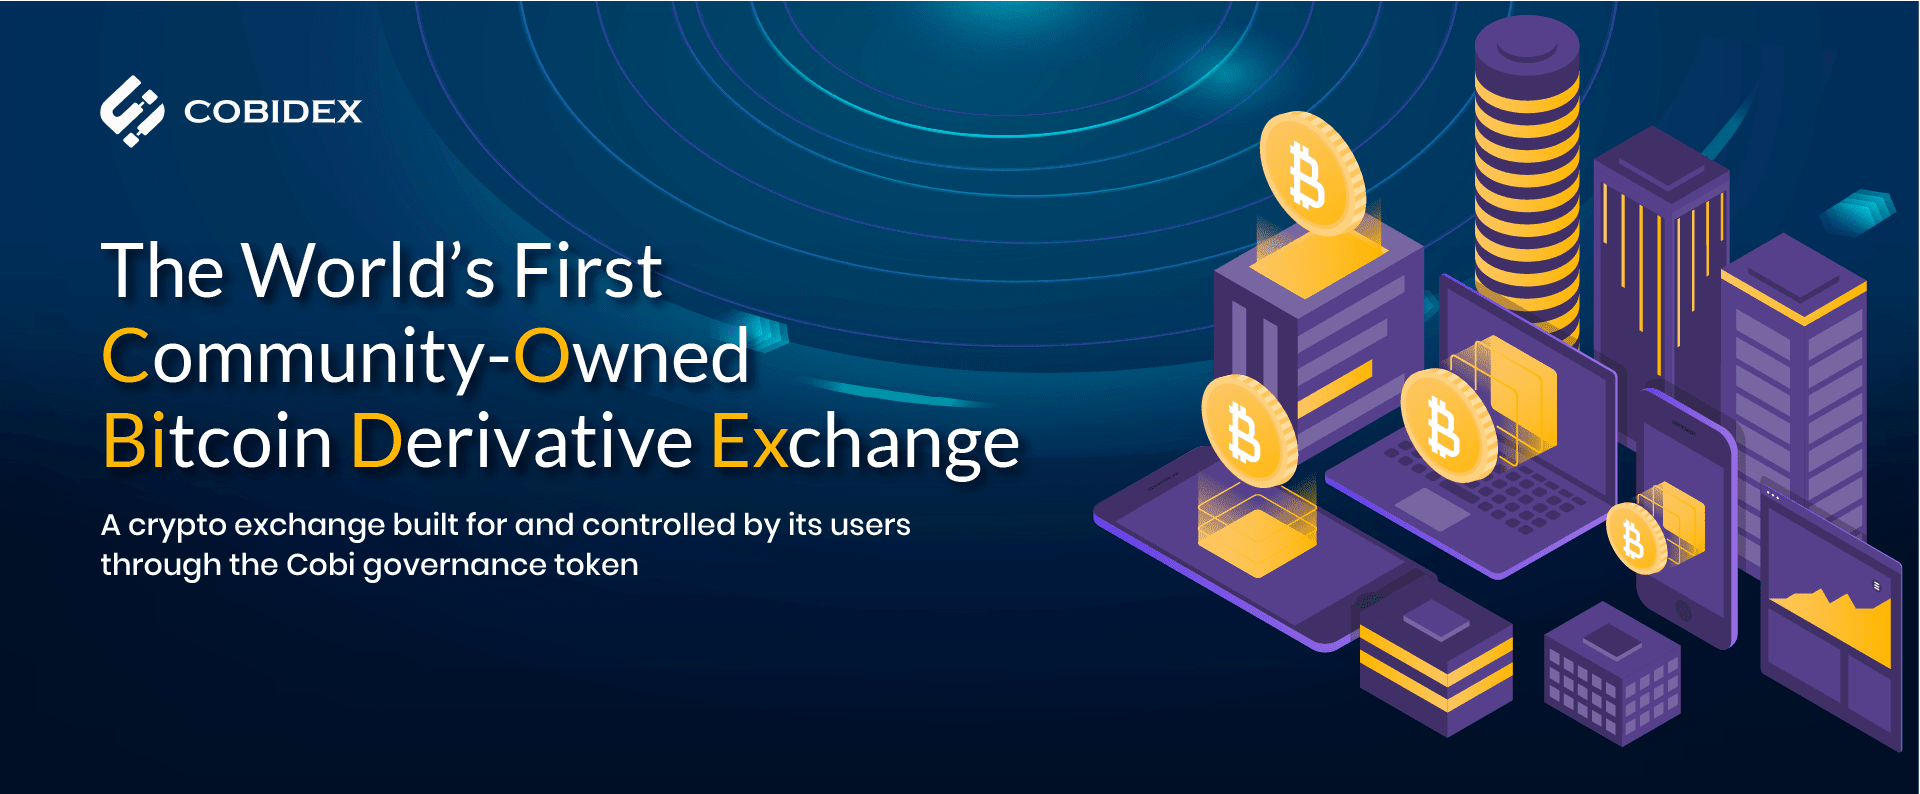 COBIDEX
The World’s First
Community-Owned
Bitcoin Derivative Exchange
A crypto exchange built for and controlled by its users
through the Cobi governance token